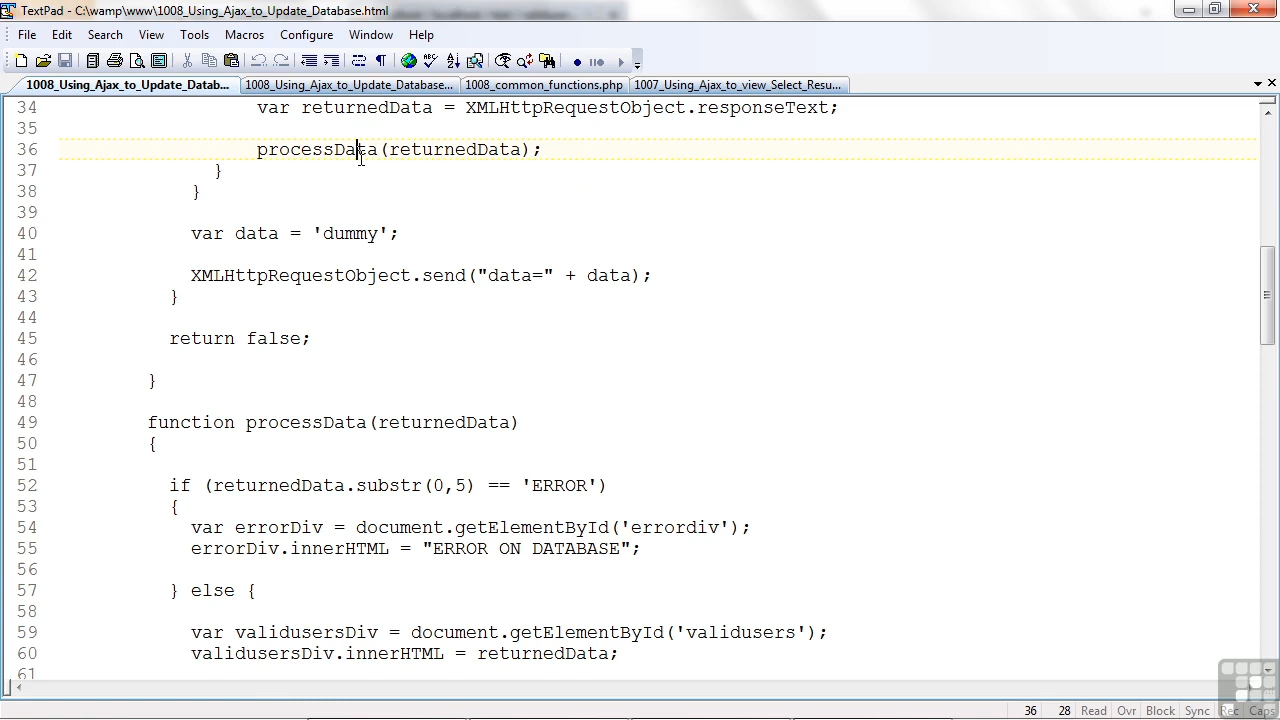 TextPad - C:\wamp\www\1008_Using_Ajax_to_Update_Database.html
File Edit Search View Tools Macros Configure Window Help
1008_Using_Ajax_to_Update_Datab... 1008_Using_Ajax_to_Update_Database... 1008_common_functions.php 1007_Using_Ajax_to_view_Select_Resu...
34 var returnedData = XMLHttpRequestObject.responseText;
35
36 processData(returnedData);
37 }
38 }
39
40 var data = 'dummy';
41
42 XMLHttpRequestObject.send("data=" + data);
43 }
44
45 return false;
46
47 }
48
49 function processData(returnedData)
50 {
51
52 if (returnedData.substr(0,5) == 'ERROR')
53 {
54 var errorDiv = document.getElementById('errordiv');
55 errorDiv.innerHTML = "ERROR ON DATABASE";
56
57 } else {
58
59 var validusersDiv = document.getElementById('validusers');
60 validusersDiv.innerHTML = returnedData;
61
36 28 Read Ovr Block Sync Rec Caps